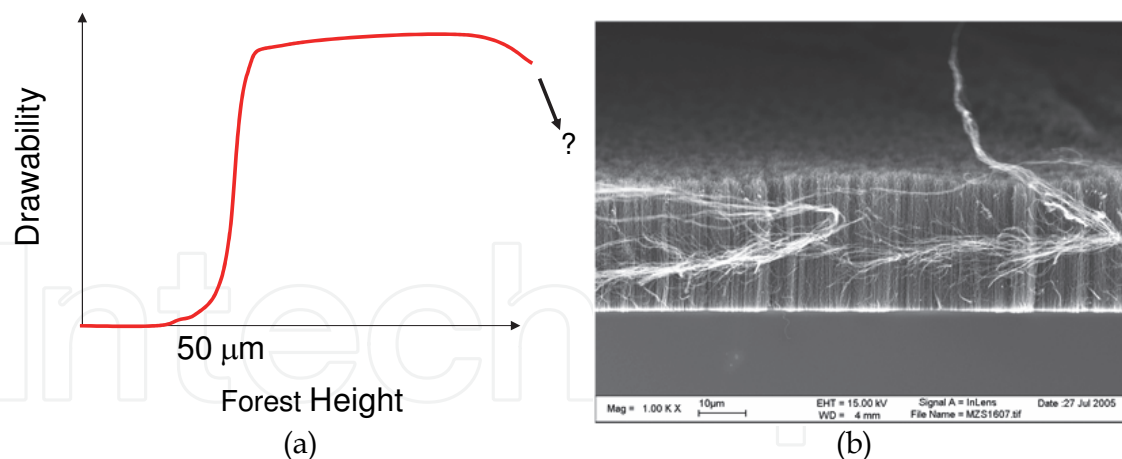 Drawability
?
50 μm
Forest Height
(a)
Mag = 1.00 K X
10μm
EHT = 15.00 kV
WD = 4 mm
Signal A = InLens
File Name = MZS1607.tif
Date :27 Jul 2005
(b)
Intech